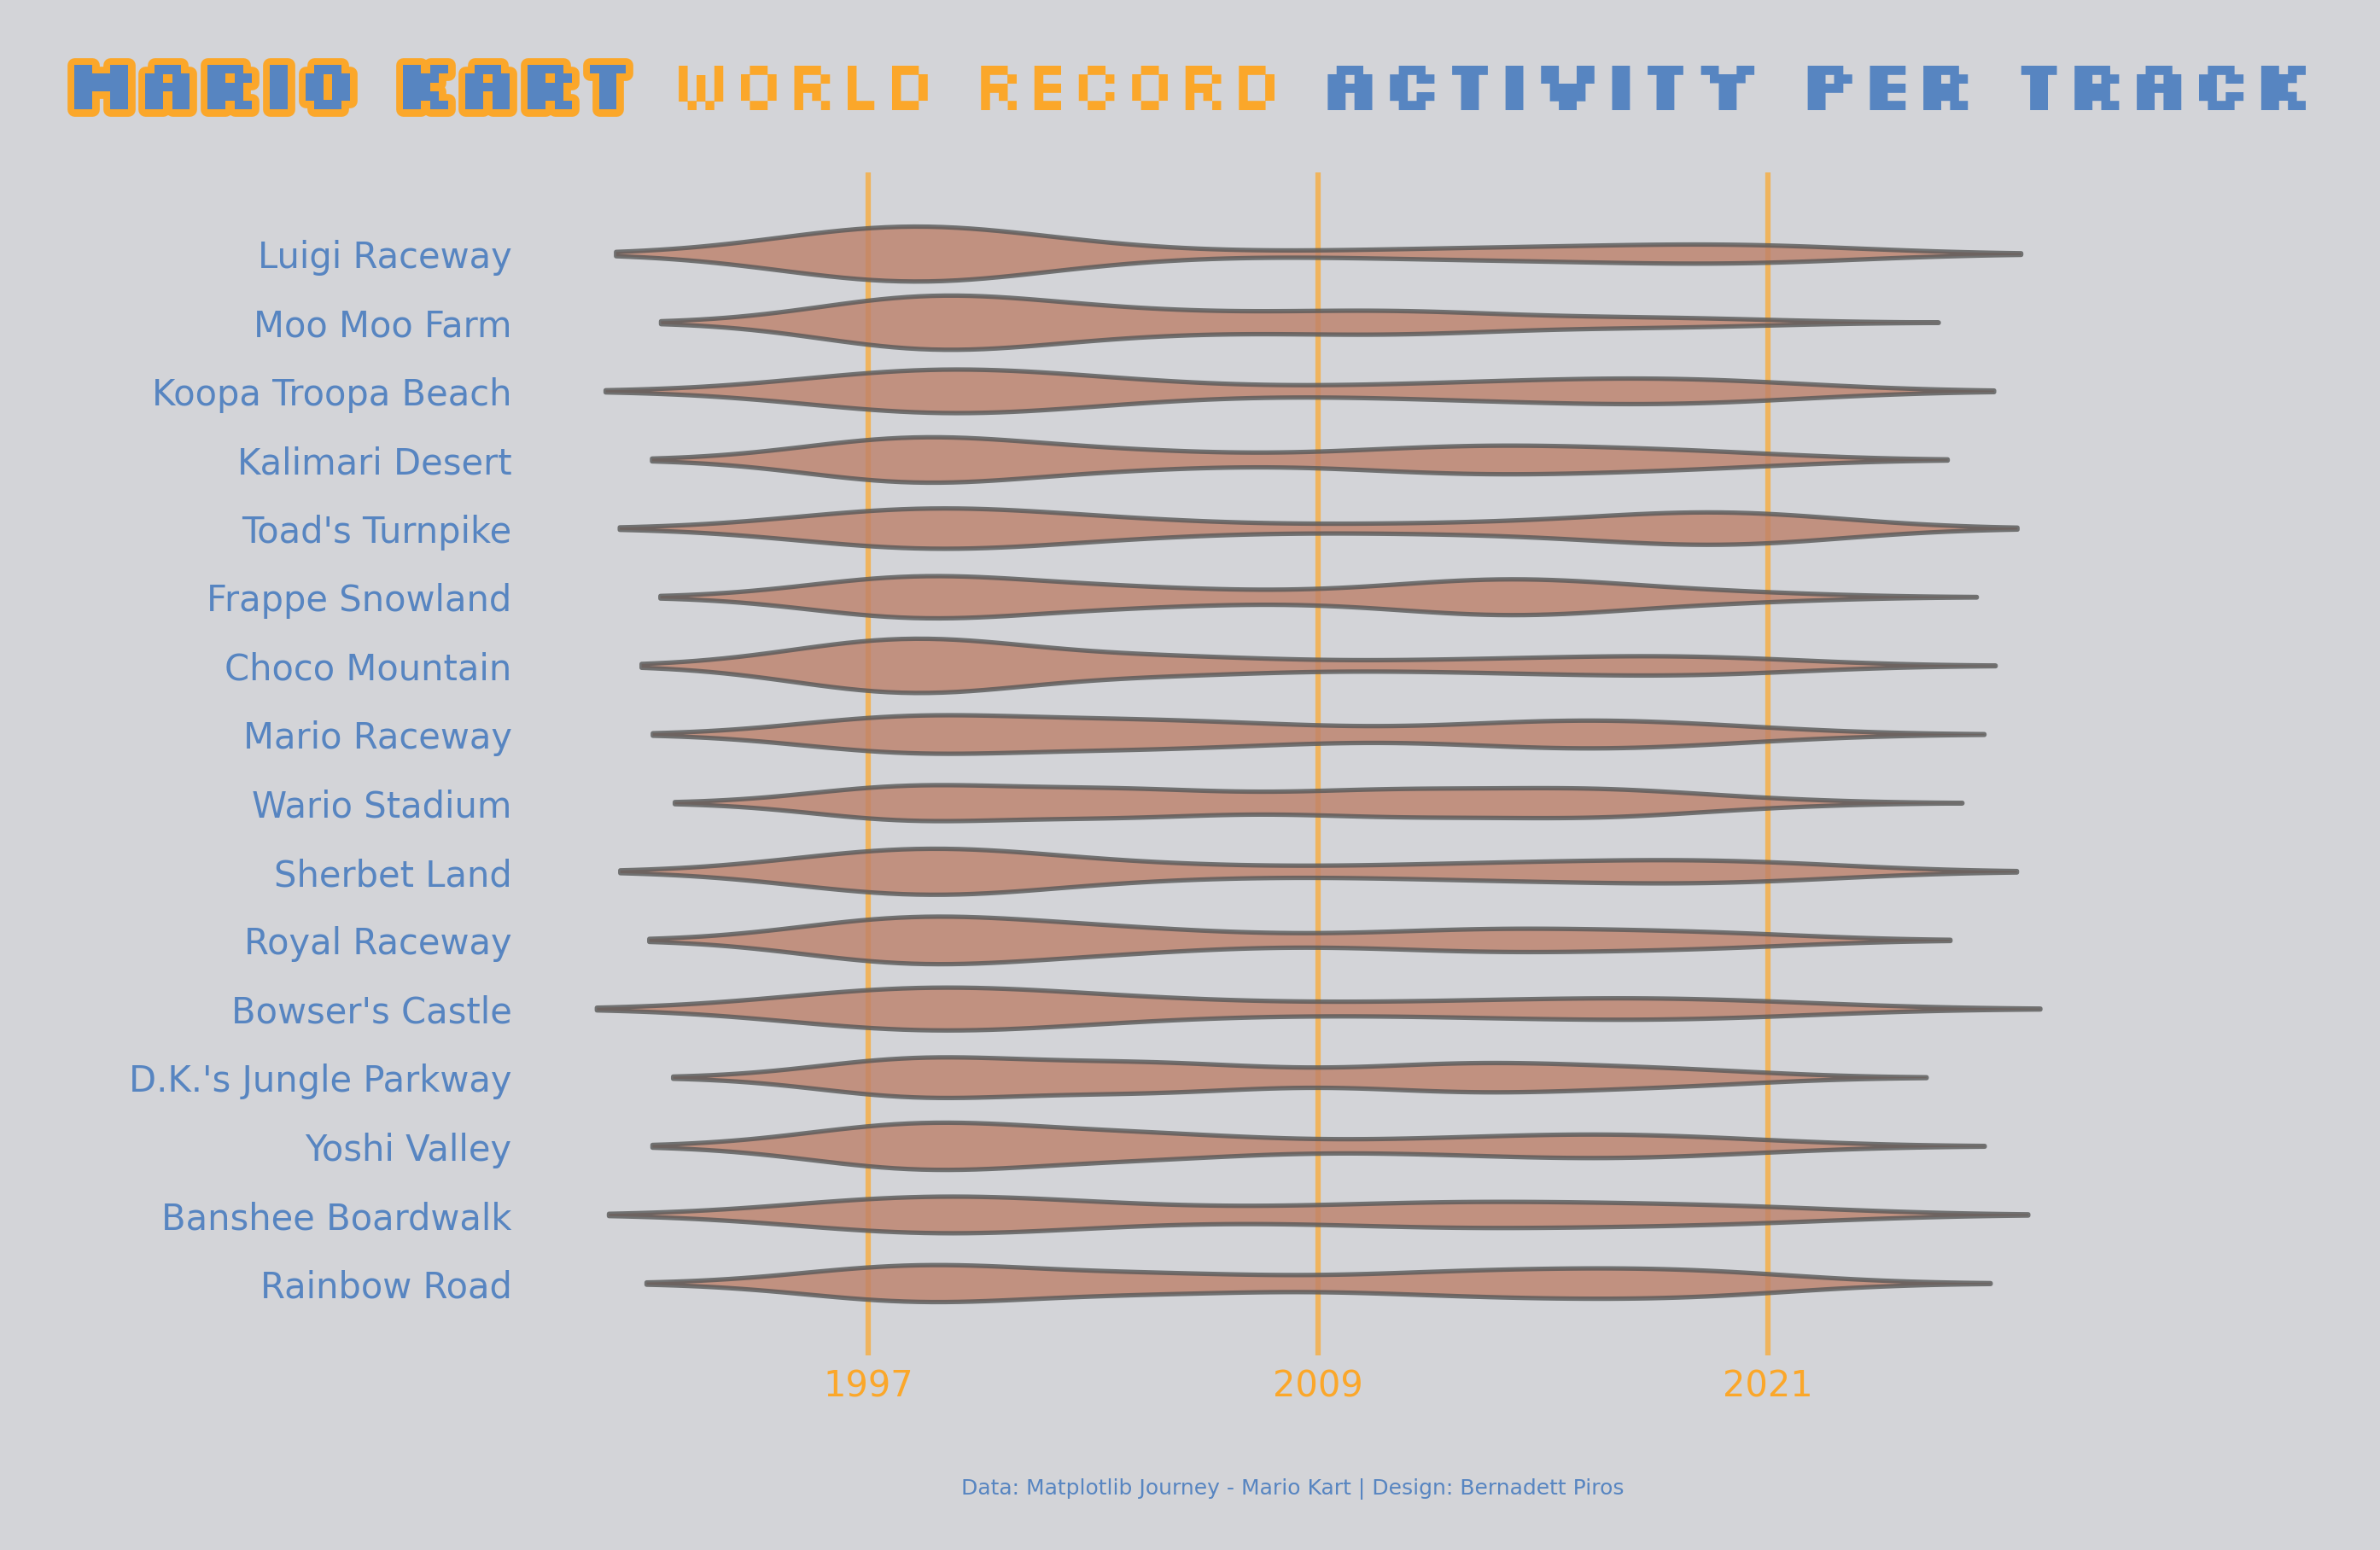 MARIO KART WORLD RECORD ACTIVITY PER TRACK
Luigi Raceway
Moo Moo Farm
Koopa Troopa Beach
Kalimari Desert
Toad's Turnpike
Frappe Snowland
Choco Mountain
Mario Raceway
Wario Stadium
Sherbet Land
Royal Raceway
Bowser's Castle
D.K.'s Jungle Parkway
Yoshi Valley
Banshee Boardwalk
Rainbow Road
1997 2009 2021
Data: Matplotlib Journey - Mario Kart | Design: Bernadett Piros